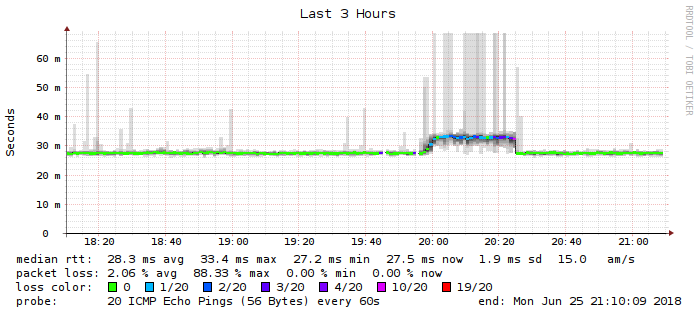 Last 3 Hours
RRDTOOL / TOBI OETIKER
Seconds
60 m
50 m
40 m
30 m
20 m
10 m
0
18:20 18:40 19:00 19:20 19:40 20:00 20:20 20:40 21:00
median rtt: 28.3 ms avg 33.4 ms max 27.2 ms min 27.5 ms now 1.9 ms sd 15.0 am/s
packet loss: 2.06 % avg 88.33 % max 0.00 % min 0.00 % now
loss color: 0 1/20 2/20 3/20 4/20 10/20 19/20
probe: 20 ICMP Echo Pings (56 Bytes) every 60s end: Mon Jun 25 21:10:09 2018